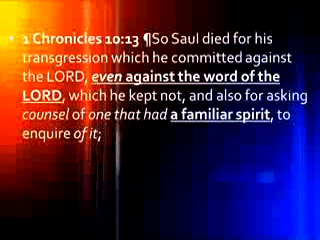 • 1 Chronicles 10:13 ¶So Saul died for his
transgression which he committed against
the LORD, even against the word of the
LORD, which he kept not, and also for asking
counsel of one that had a familiar spirit, to
enquire of it;